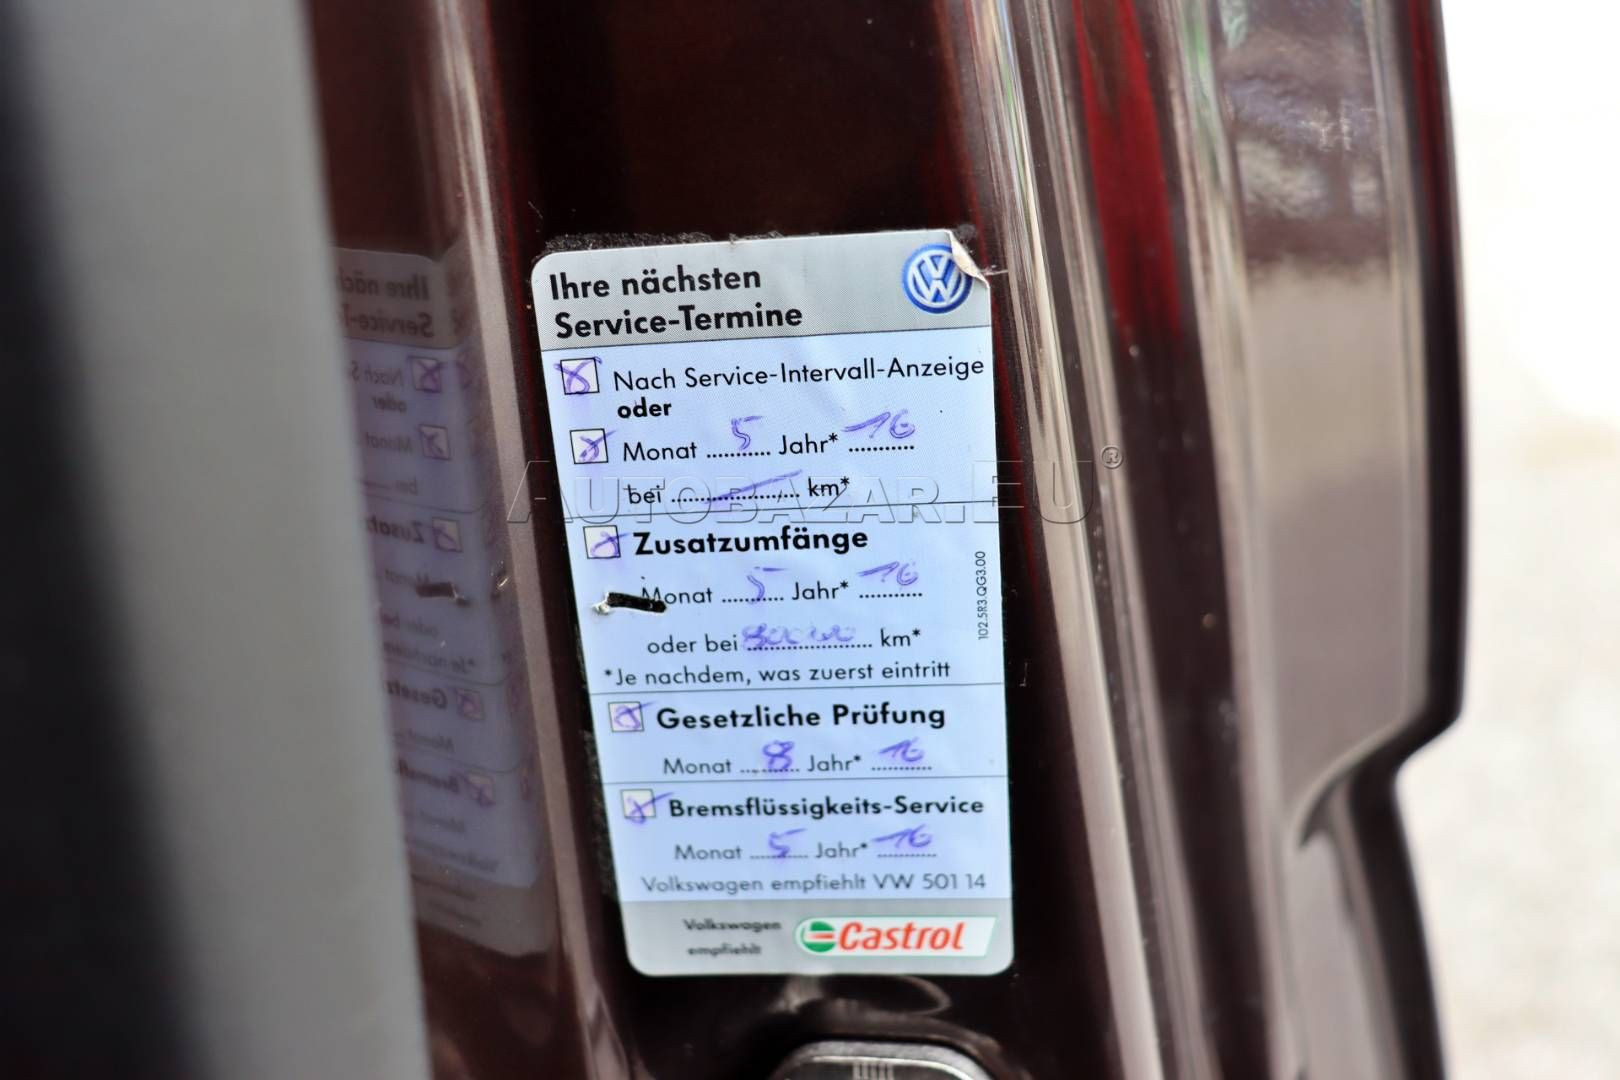 Ihre nächsten
Service-Termine
Nach Service-Intervall-Anzeige
oder
Monat 5 Jahr* 16
bei ............ km*
AUTOBAZAR.EU®
Zusatzumfänge
Monat 5 Jahr* 16
oder bei 80000 km*
*Je nachdem, was zuerst eintritt
102.5R3.QG3.00
Gesetzliche Prüfung
Monat 8 Jahr* 16
Bremsflüssigkeits-Service
Monat 5 Jahr* 16
Volkswagen empfiehlt VW 501 14
Volkswagen
empfiehlt
Castrol